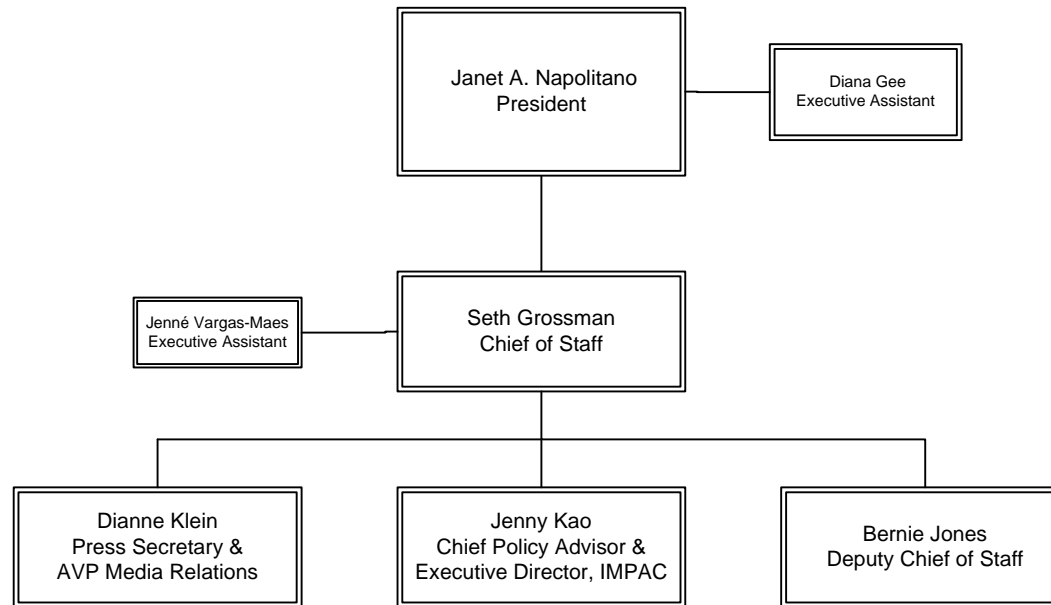 Janet A. Napolitano
President
Diana Gee
Executive Assistant
Seth Grossman
Chief of Staff
Jenné Vargas-Maes
Executive Assistant
Dianne Klein
Press Secretary &
AVP Media Relations
Jenny Kao
Chief Policy Advisor &
Executive Director, IMPAC
Bernie Jones
Deputy Chief of Staff